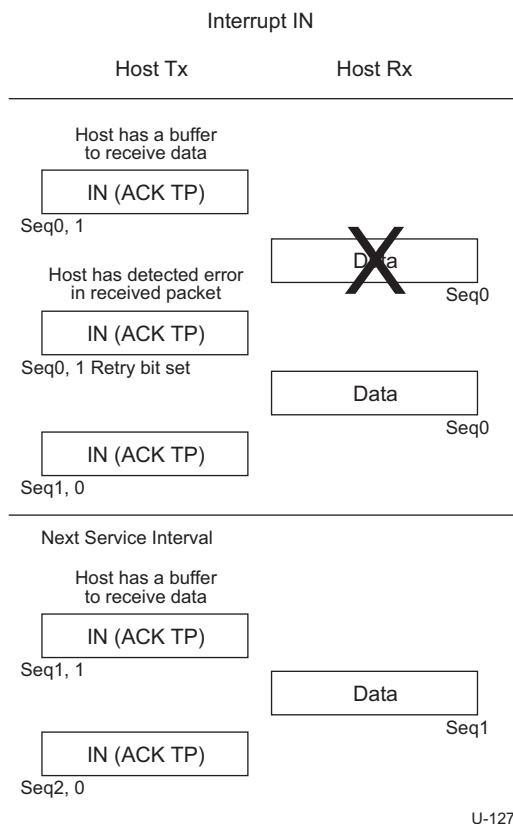 Interrupt IN
Host Tx
Host Rx
Host has a buffer
to receive data
IN (ACK TP)
Seq0, 1
Data
Seq0
Host has detected error
in received packet
IN (ACK TP)
Seq0, 1 Retry bit set
Data
Seq0
IN (ACK TP)
Seq1, 0
Next Service Interval
Host has a buffer
to receive data
IN (ACK TP)
Seq1, 1
Data
Seq1
IN (ACK TP)
Seq2, 0
U-127